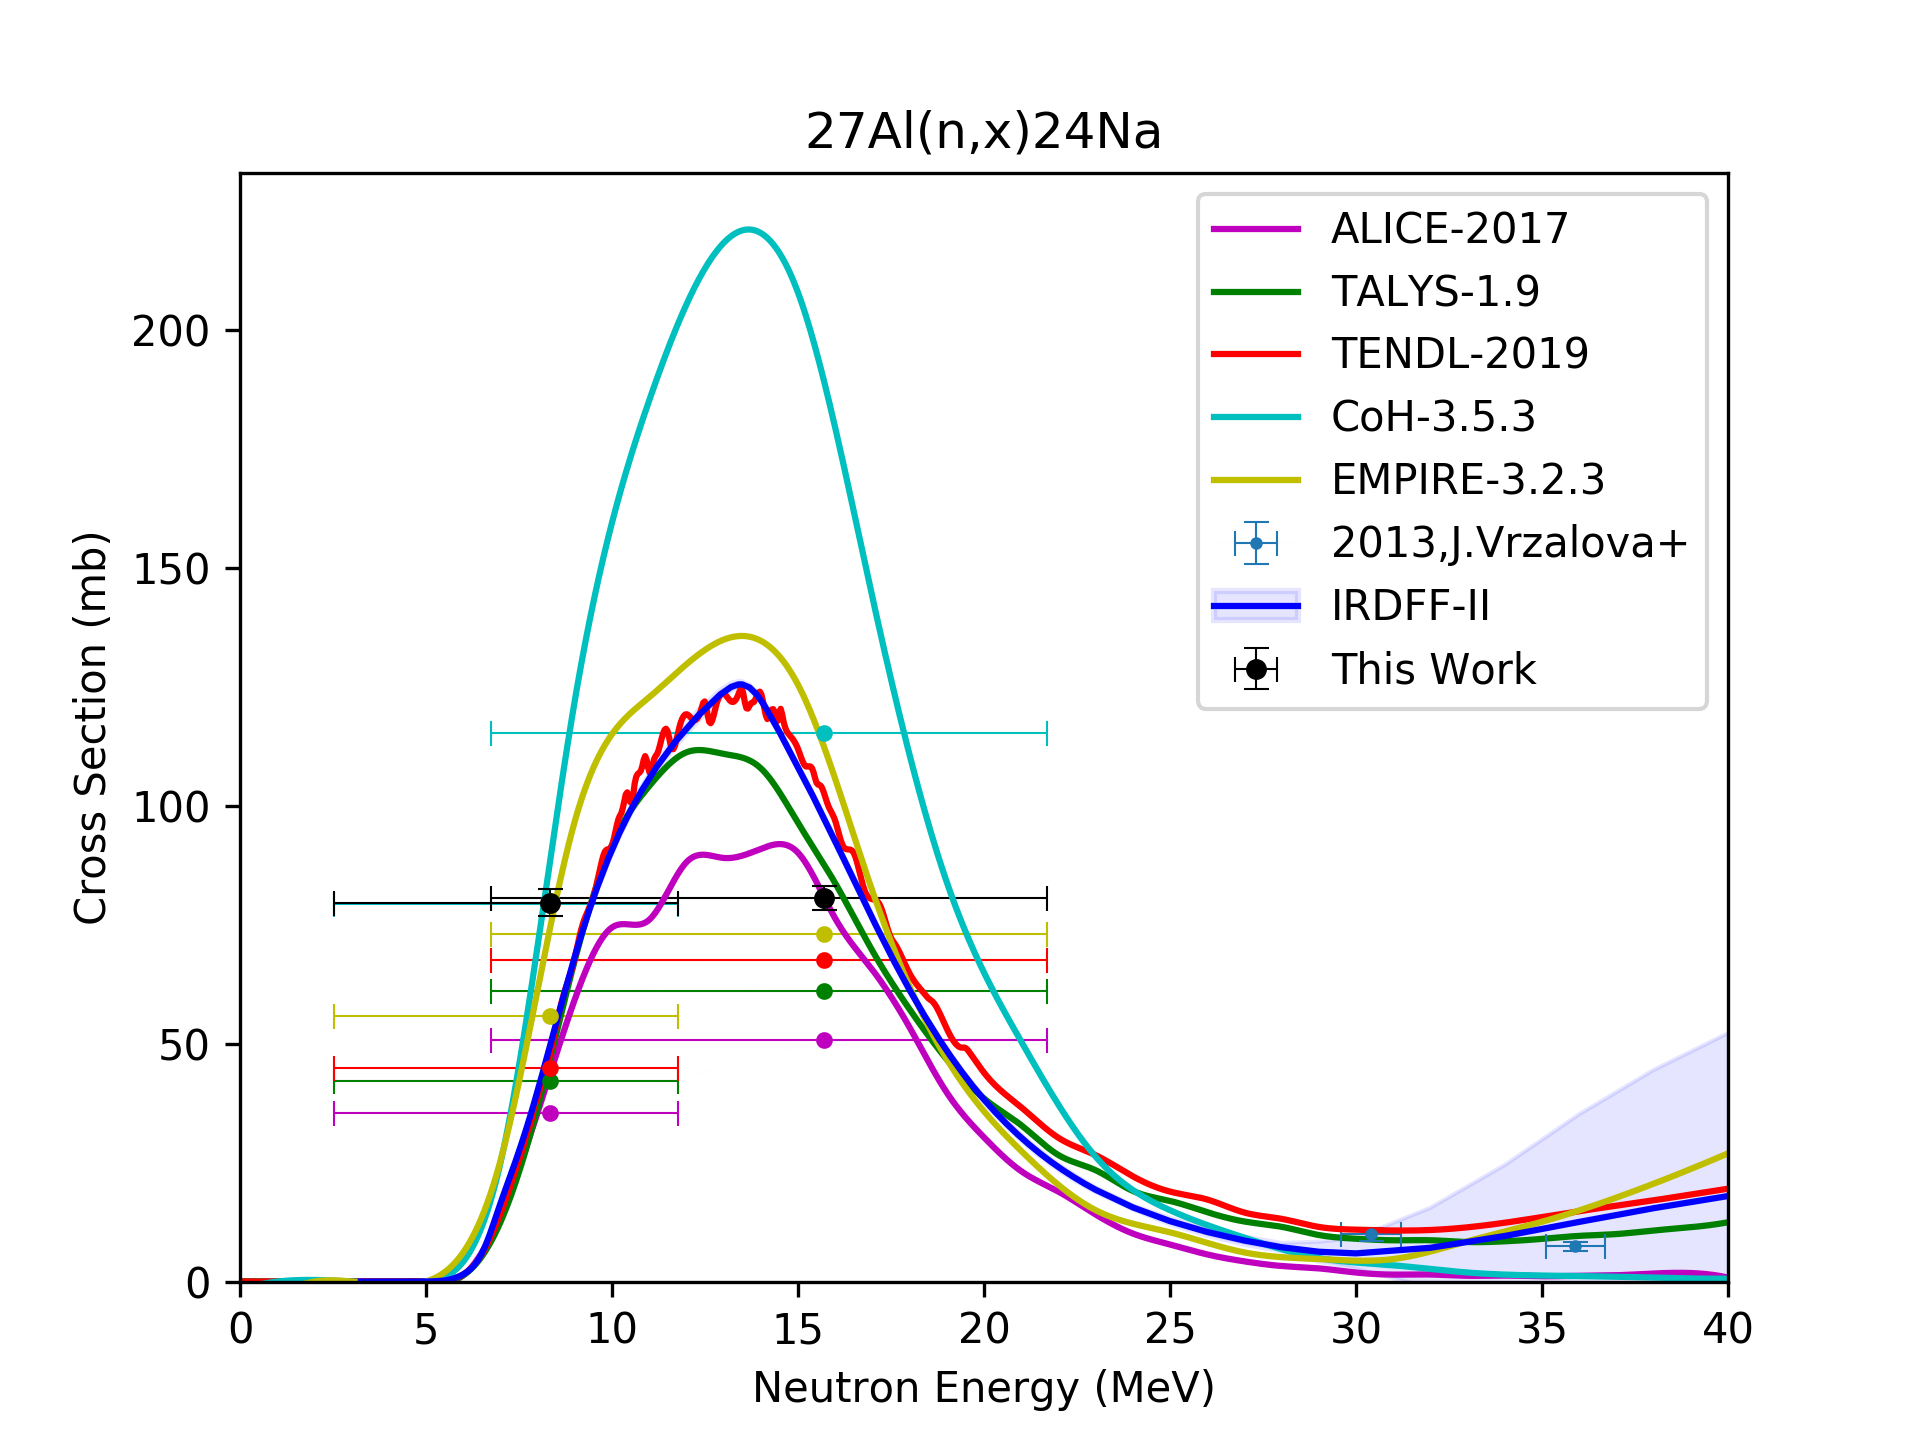 27Al(n,x)24Na
ALICE-2017
TALYS-1.9
TENDL-2019
CoH-3.5.3
EMPIRE-3.2.3
2013,J.Vrzalova+
IRDFF-II
This Work
Cross Section (mb)
200
150
100
50
0
0 5 10 15 20 25 30 35 40
Neutron Energy (MeV)